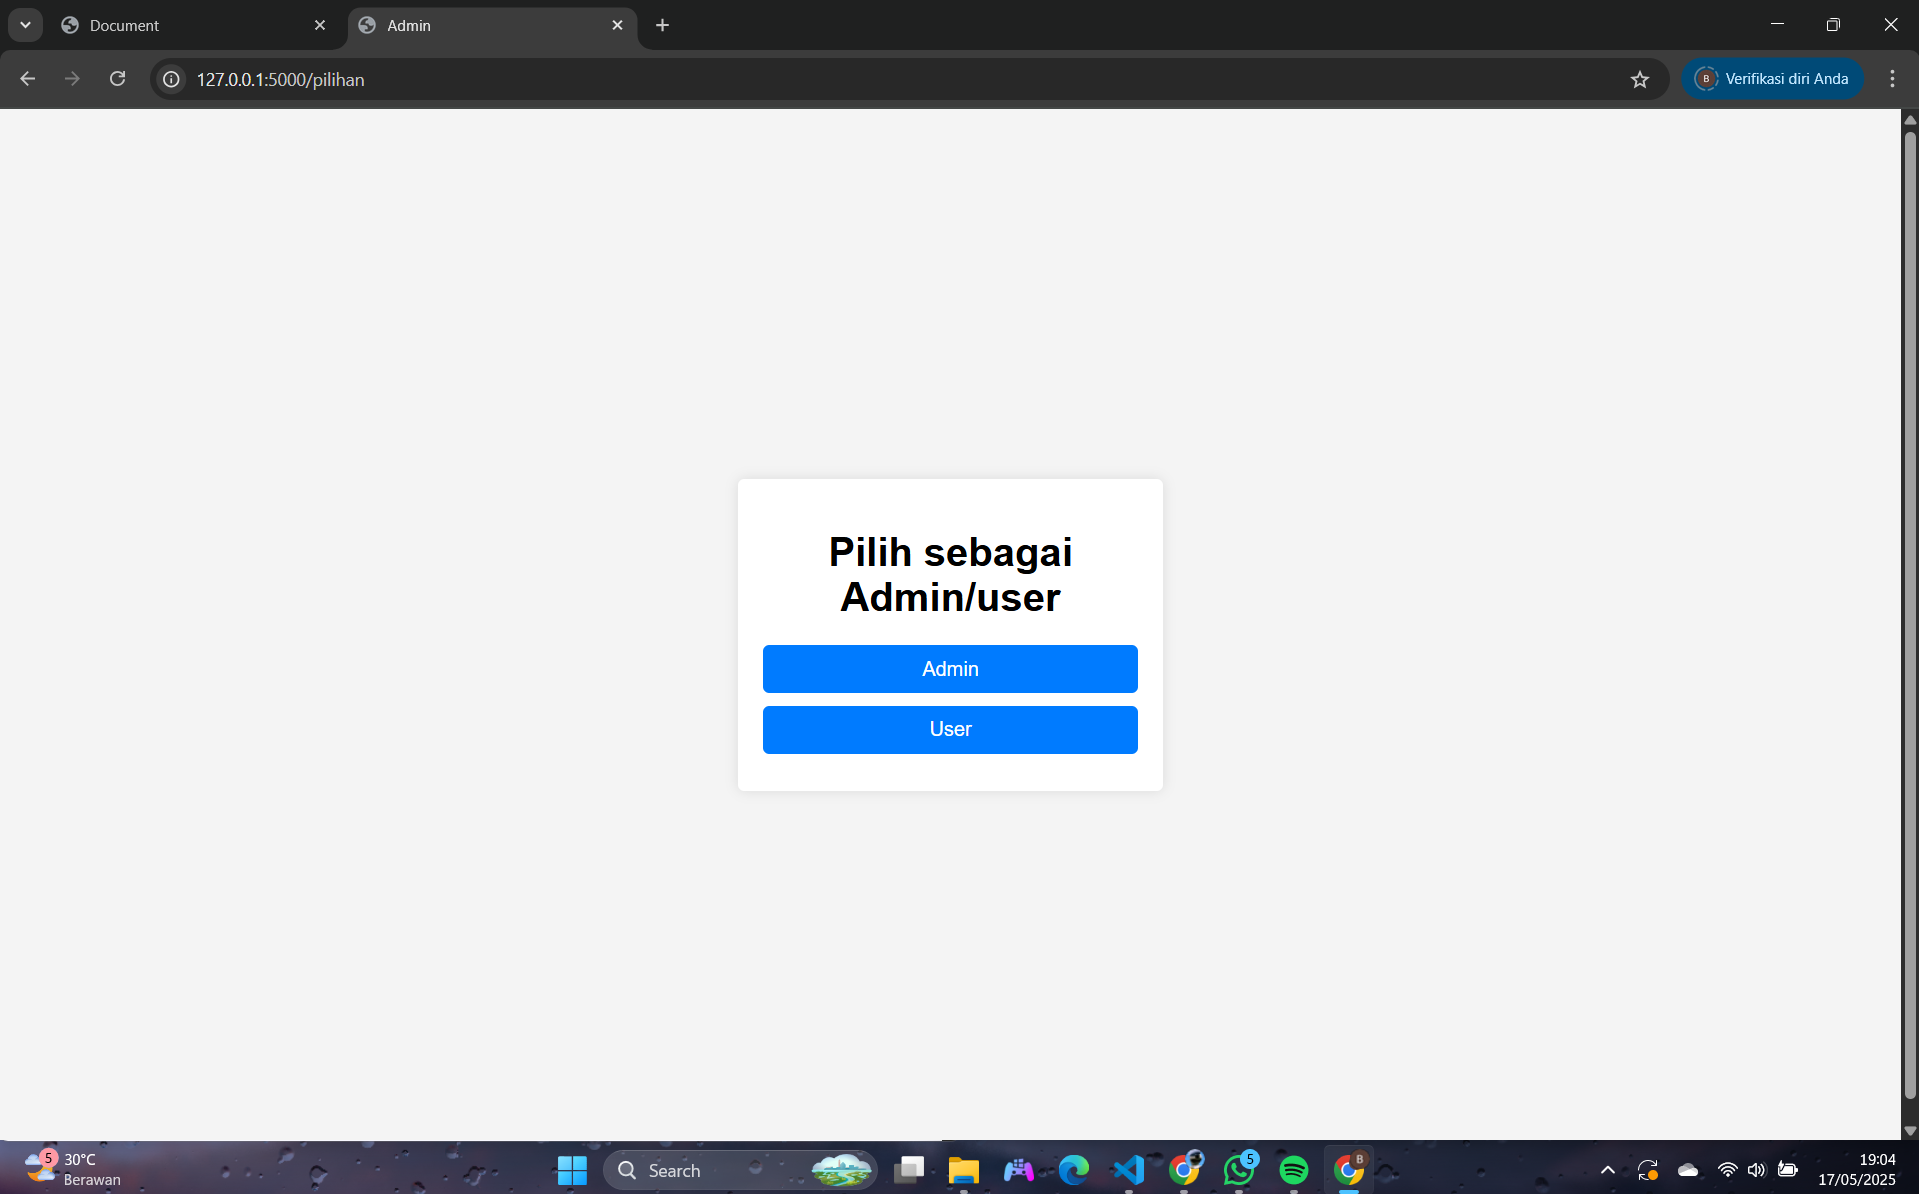 Document
Admin
127.0.0.1:5000/pilihan
B
Verifikasi diri Anda
Pilih sebagai
Admin/user
Admin
User
5
30°C
Berawan
Search
5
B
19:04
17/05/2025